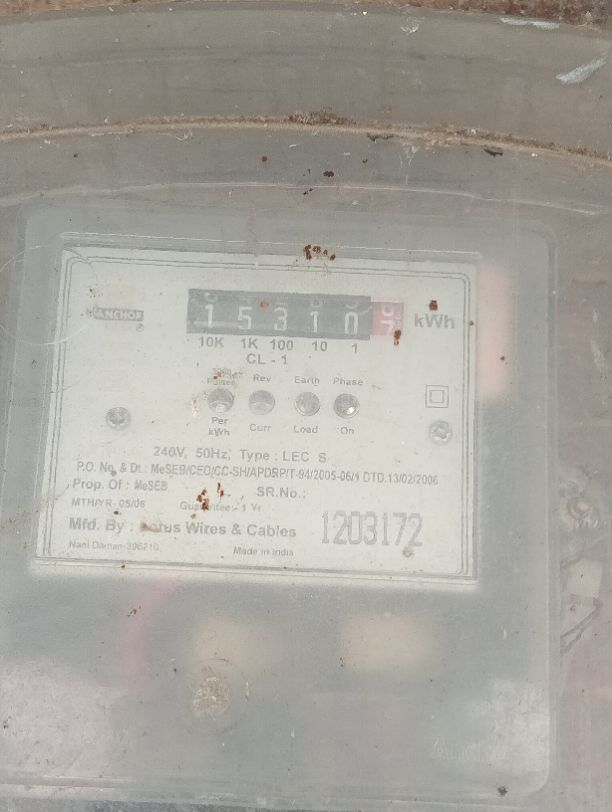 ANCHOR
15310 kWh
10K 1K 100 10 1
CL - 1
Pulses Rev Earth Phase
Per kWh Curr Load On
240V, 50Hz, Type : LEC S
P.O. No. & Dt.: MeSEB/CEO/CC-SH/APDRP/T-94/2005-06/ DTD.13/02/2006
Prop. Of : MeSEB SR.No.:
MTH/YR. 05/06 Guarantee:- 1 Yr.
Mfd. By : Wires & Cables 1203172
Nani Daman-396210 Made in India